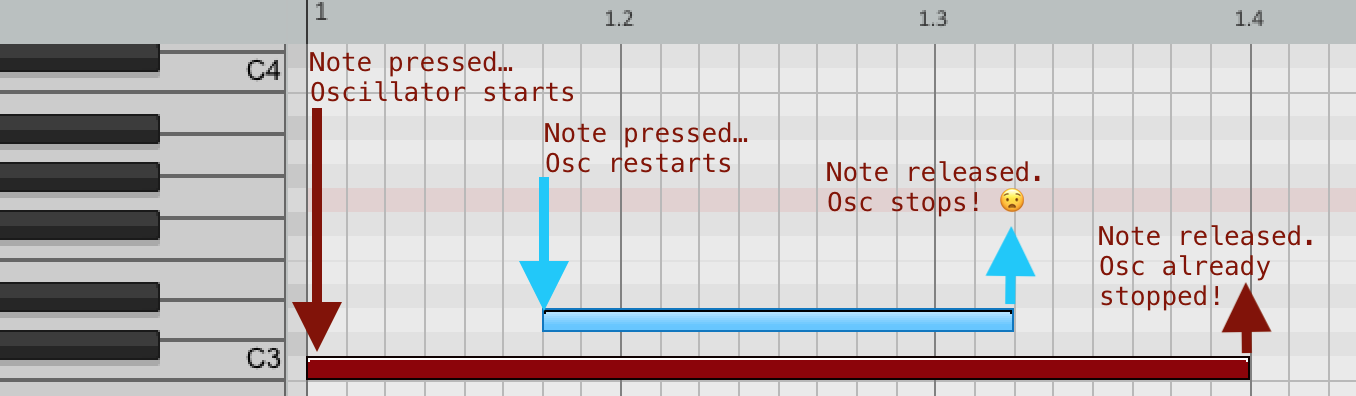 1
1.2
1.3
1.4
C4
Note pressed…
Oscillator starts
Note pressed…
Osc restarts
Note released.
Osc stops! 😧
Note released.
Osc already
stopped!
C3